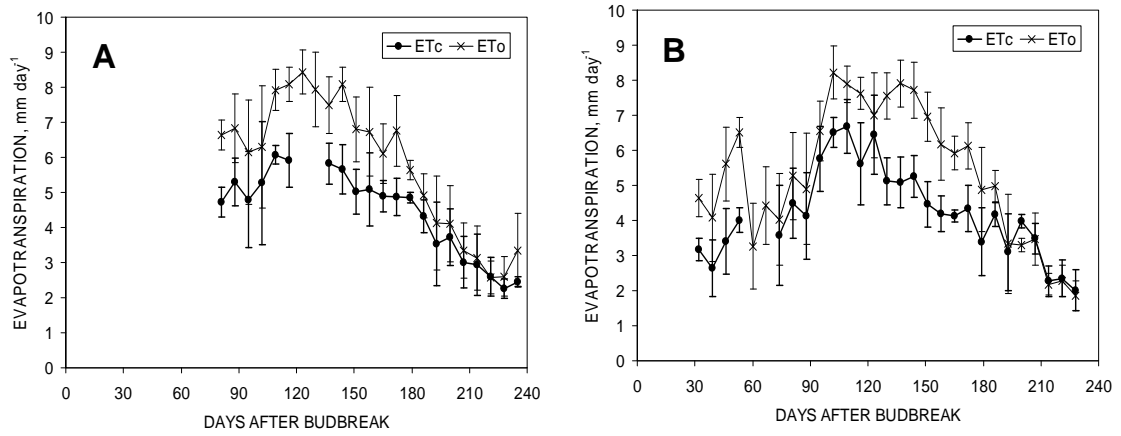 A
ETc ETo
EVAPOTRANSPIRATION, mm day-1
10
9
8
7
6
5
4
3
2
1
0
0 30 60 90 120 150 180 210 240
DAYS AFTER BUDBREAK
B
ETc ETo
EVAPOTRANSPIRATION, mm day-1
10
9
8
7
6
5
4
3
2
1
0
0 30 60 90 120 150 180 210 240
DAYS AFTER BUDBREAK